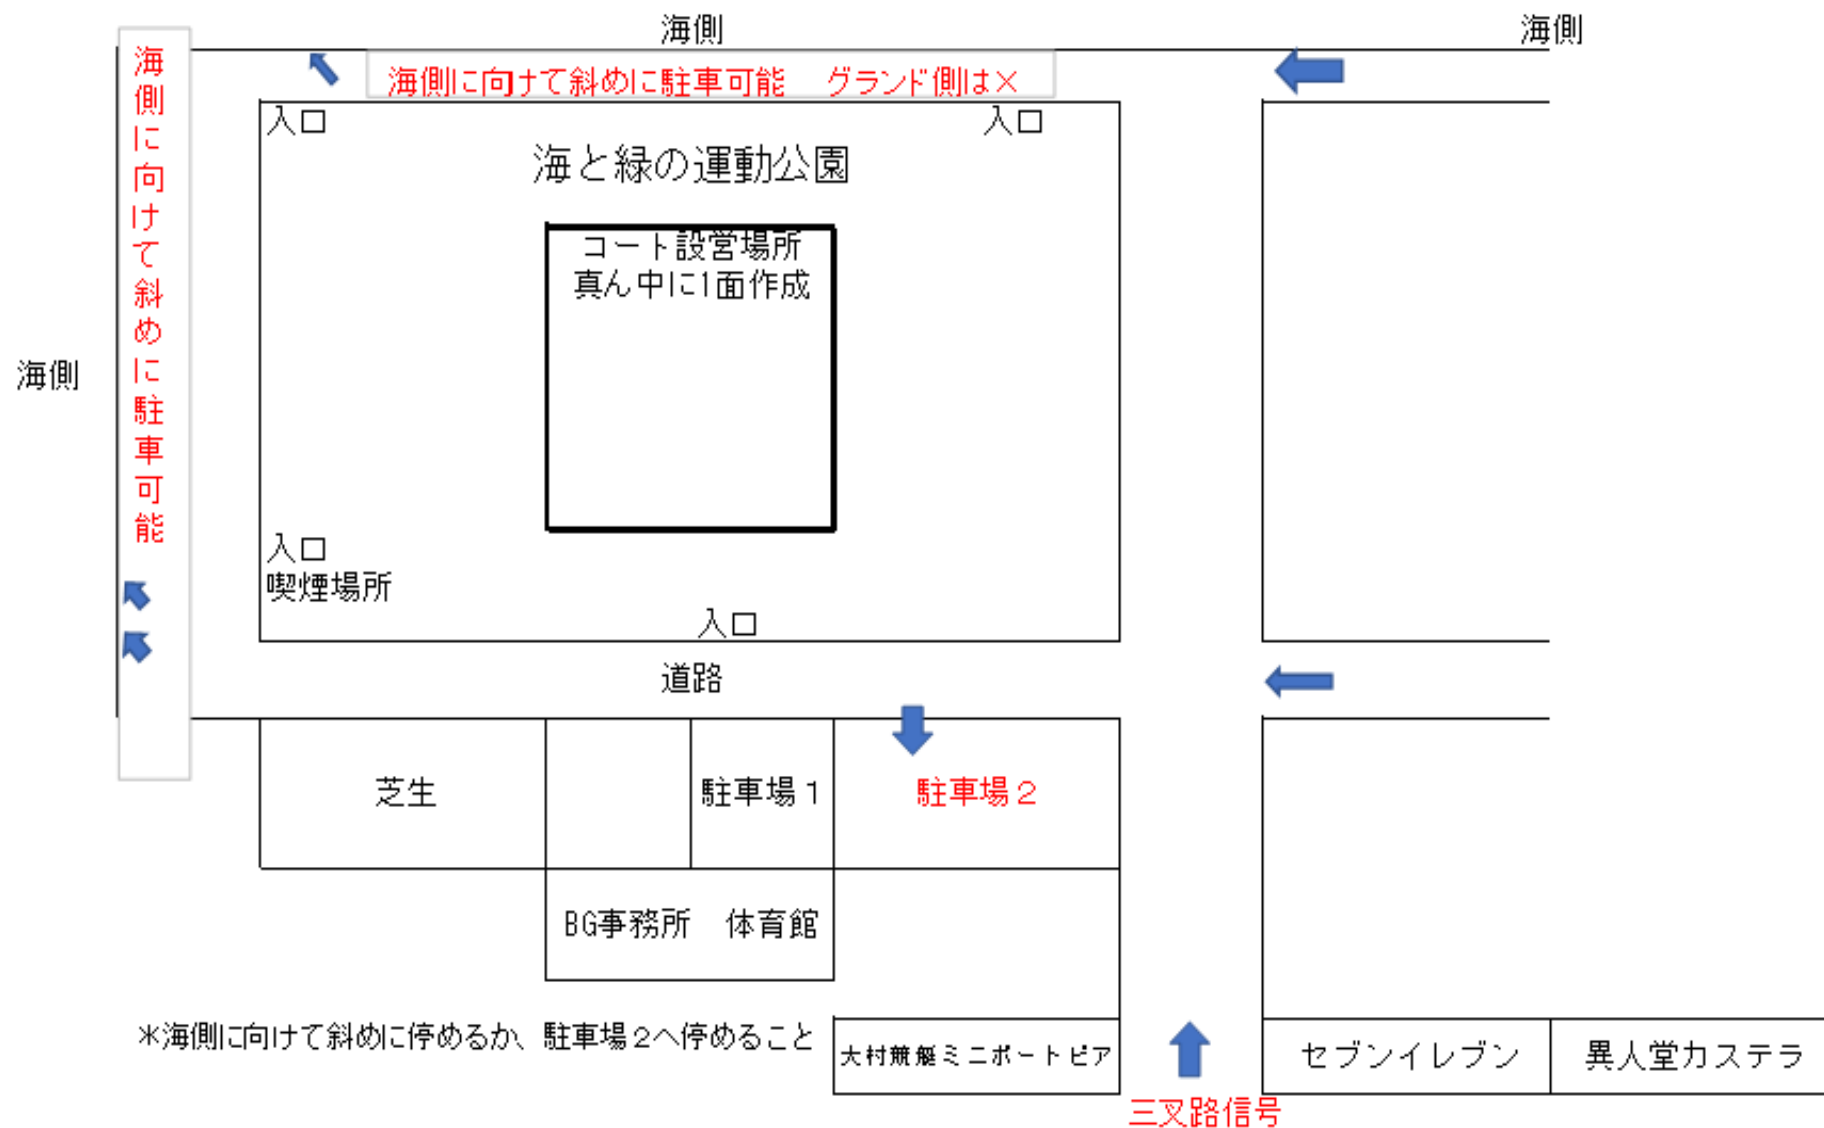 海側
海側
海側に向けて斜めに駐車可能　グランド側は×
海側に向けて斜めに駐車可能
入口
入口
海と緑の運動公園
コート設営場所
真ん中に1面作成
海側
入口
喫煙場所
入口
道路
芝生
駐車場1
駐車場２
BG事務所　体育館
＊海側に向けて斜めに停めるか、駐車場２へ停めること
大村競艇ミニボートピア
セブンイレブン
異人堂カステラ
三叉路信号